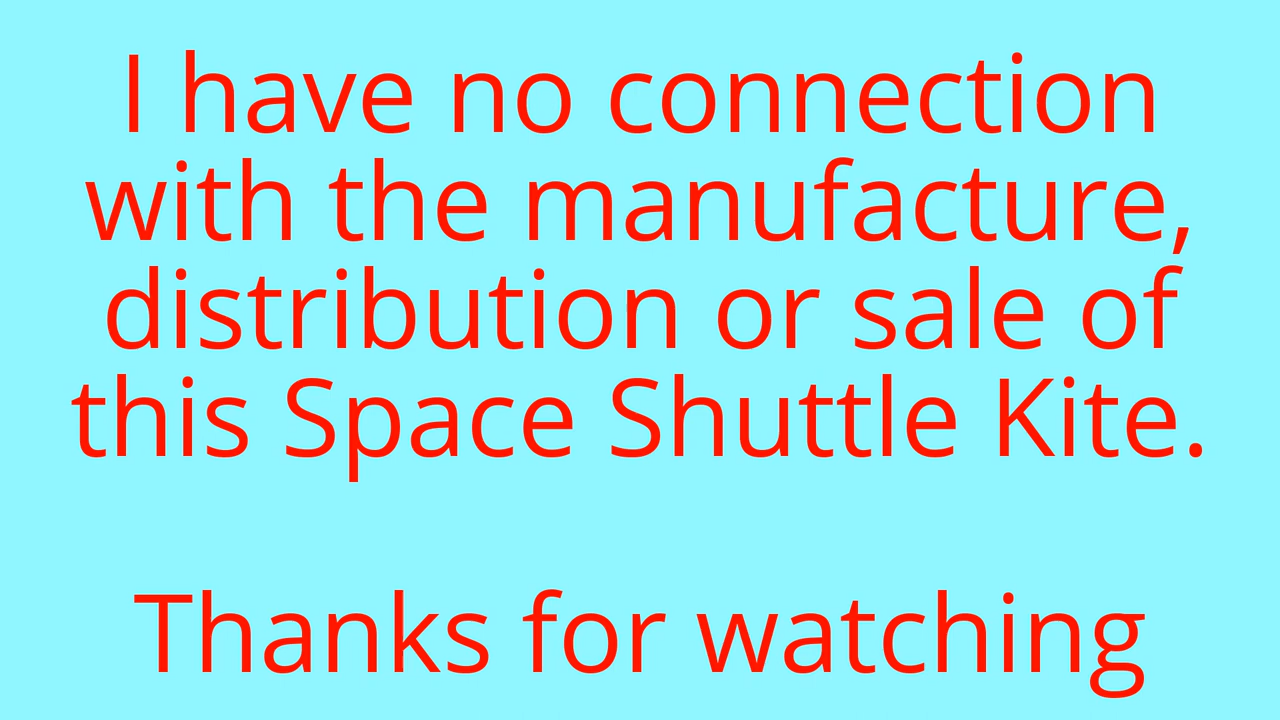 I have no connection
with the manufacture,
distribution or sale of
this Space Shuttle Kite.
Thanks for watching